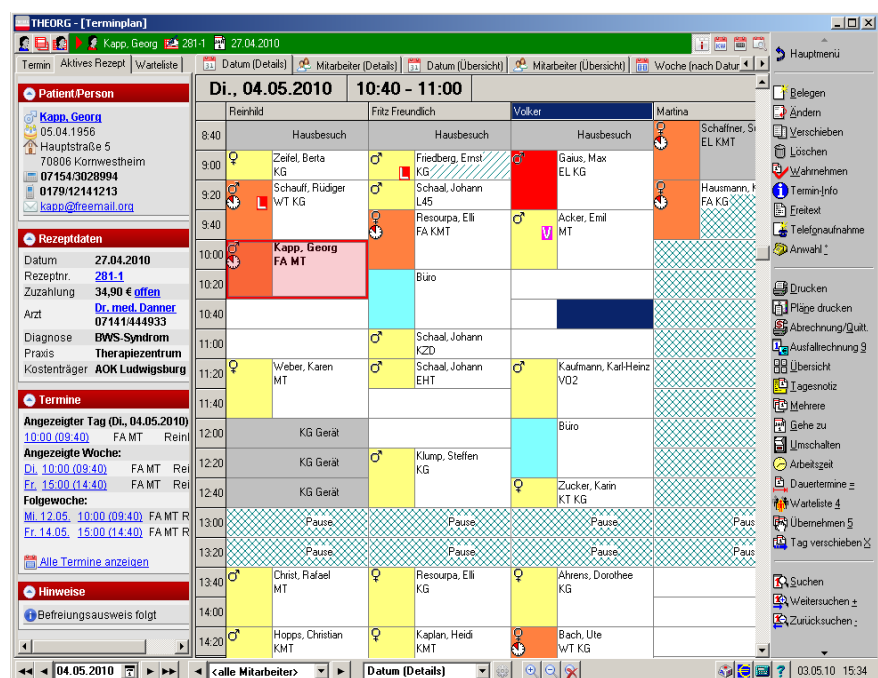 THEORG - [Terminplan]
Kapp, Georg 281-1 27.04.2010
Termin Aktives Rezept Warteliste
Datum (Details) Mitarbeiter (Details) Datum (Übersicht) Mitarbeiter (Übersicht) Woche (nach Datur
Patient/Person
Kapp, Georg
05.04.1956
Hauptstraße 5
70806 Kornwestheim
07154/3028994
0179/12141213
kapp@freemail.org
Rezeptdaten
Datum 27.04.2010
Rezeptnr. 281-1
Zuzahlung 34,90 € offen
Arzt Dr. med. Danner
07141/444933
Diagnose BWS-Syndrom
Praxis Therapiezentrum
Kostenträger AOK Ludwigsburg
Termine
Angezeigter Tag (Di., 04.05.2010)
10:00 (09:40) FA MT Reinl
Angezeigte Woche:
Di. 10:00 (09:40) FA MT Rei
Fr. 15:00 (14:40) FA MT Rei
Folgewoche:
Mi. 12.05. 10:00 (09:40) FA MT R
Fr. 14.05. 15:00 (14:40) FA MT R
Alle Termine anzeigen
Hinweise
Befreiungsausweis folgt
Di., 04.05.2010 10:40 - 11:00
Reinhild Fritz Freundlich Volker Martina
8:40 Hausbesuch Hausbesuch Hausbesuch Schaffner, S
EL KMT
9:00 Zeifel, Berta Friedberg, Ernst Gaius, Max
KG KG EL KG
9:20 Schauff, Rüdiger Schaal, Johann Hausmann, K
WT KG L45 FA KG
9:40 Resourpa, Elli Acker, Emil
FA KMT V MT
10:00 Kapp, Georg
FA MT
10:20 Büro
10:40
11:00 Schaal, Johann
KZD
11:20 Weber, Karen Schaal, Johann Kaufmann, Karl-Heinz
MT EHT VO2
11:40
12:00 KG Gerät Büro
12:20 KG Gerät Klump, Steffen
KG
12:40 KG Gerät Zucker, Karin
KT KG
13:00 Pause Pause Pause Paus
13:20 Pause Pause Pause Paus
13:40 Christ, Rafael Resourpa, Elli Ahrens, Dorothee
MT KG KG
14:00
14:20 Hopps, Christian Kaplan, Heidi Bach, Ute
KMT KMT WT KG
Hauptmenü
Belegen
Ändern
Verschieben
Löschen
Wahrnehmen
Termin-Info
Freitext
Telefonaufnahme
Anwahl *
Drucken
Pläne drucken
Abrechnung/Quitt.
Ausfallrechnung 9
Übersicht
Tagesnotiz
Mehrere
Gehe zu
Umschalten
Arbeitszeit
Dauertermine =
Warteliste 4
Übernehmen 5
Tag verschieben X
Suchen
Weitersuchen +
Zurücksuchen -
04.05.2010 <alle Mitarbeiter> Datum (Details) 03.05.10 15:34